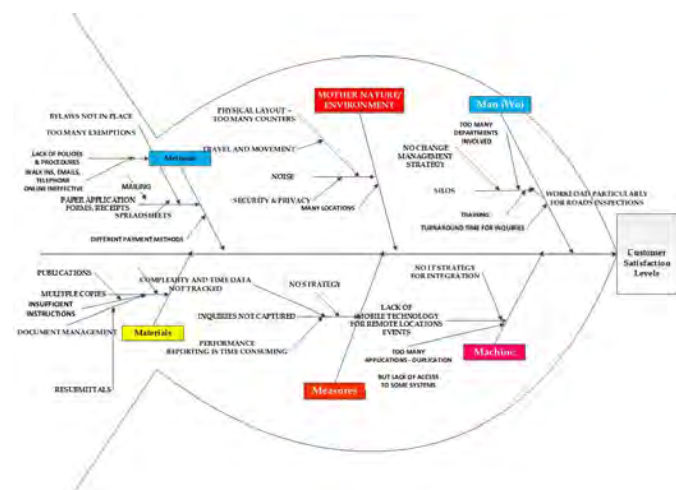 MOTHER NATURE/
ENVIRONMENT
Man (Wo)
BYLAWS NOT IN PLACE
TOO MANY EXEMPTIONS
LACK OF POLICIES
& PROCEDURES
WALK INS, EMAILS,
TELEPHONE
ONLINE INEFFECTIVE
MAILING
PAPER APPLICATION
FORMS, RECEIPTS
SPREADSHEETS
DIFFERENT PAYMENT METHODS
PHYSICAL LAYOUT –
TOO MANY COUNTERS
TRAVEL AND MOVEMENT
NOISE
SECURITY & PRIVACY
MANY LOCATIONS
TOO MANY
DEPARTMENTS
INVOLVED
NO CHANGE
MANAGEMENT
STRATEGY
SILOS
WORKLOAD PARTICULARLY
FOR ROADS INSPECTIONS
TRAINING
TURNAROUND TIME FOR INQUIRIES
Customer
Satisfaction
Levels
PUBLICATIONS
MULTIPLE COPIES
INSUFFICIENT
INSTRUCTIONS
DOCUMENT MANAGEMENT
RESUBMITTALS
Materials
COMPLEXITY AND TIME DATA
NOT TRACKED
NO STRATEGY
INQUIRIES NOT CAPTURED
PERFORMANCE
REPORTING IS TIME CONSUMING
Measures
NO IT STRATEGY
FOR INTEGRATION
LACK OF
MOBILE TECHNOLOGY
FOR REMOTE LOCATIONS
EVENTS
TOO MANY
APPLICATIONS - DUPLICATION
BUT LACK OF ACCESS
TO SOME SYSTEMS
Machine